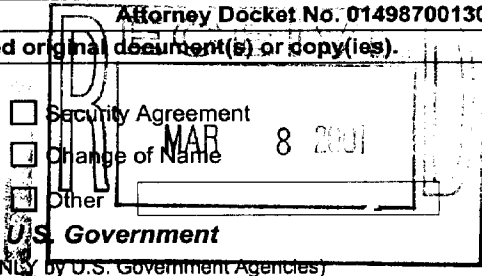 Attorney Docket No. 01498700130
ed original document(s) or copy(ies).
Security Agreement
MAR 8 2001
Change of Name
Other
U.S. Government
NLY by U.S. Government Agencies)